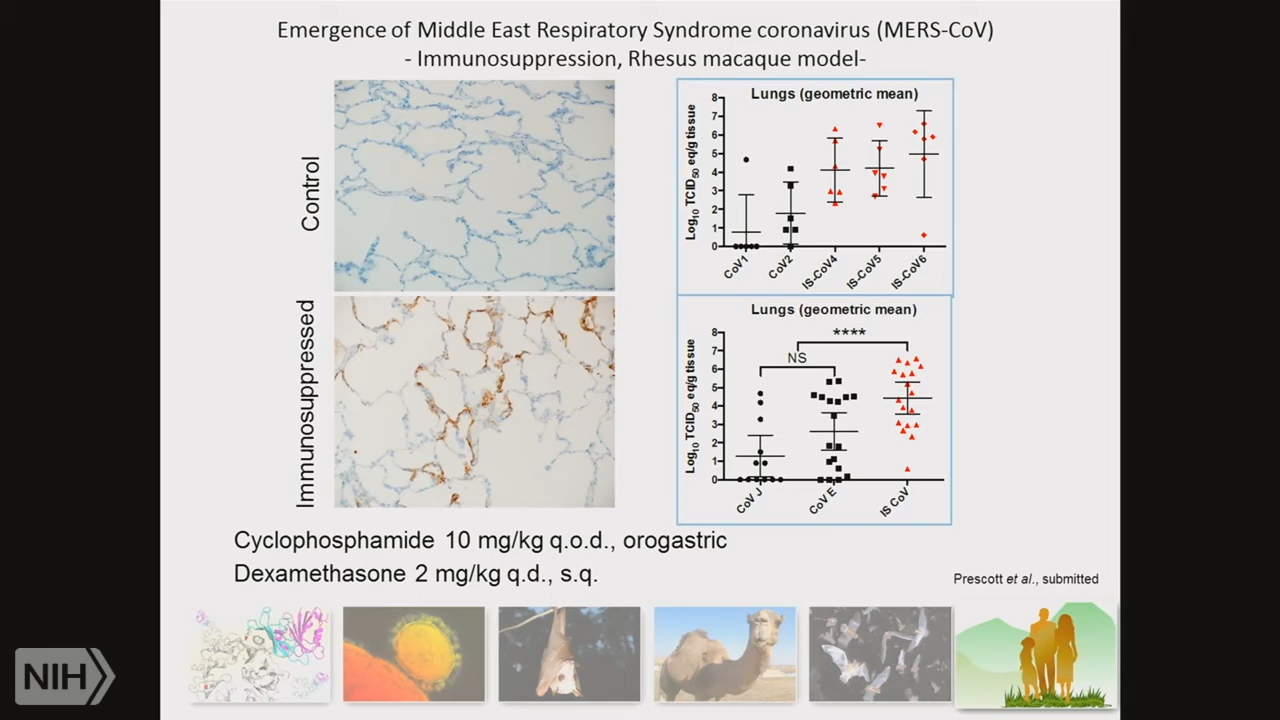 Emergence of Middle East Respiratory Syndrome coronavirus (MERS-CoV)
- Immunosuppression, Rhesus macaque model-
Control
Immunosuppressed
Lungs (geometric mean)
Log10 TCID50 eq/g tissue
8
7
6
5
4
3
2
1
0
CoV1
CoV2
IS-CoV4
IS-CoV5
IS-CoV6
Lungs (geometric mean)
Log10 TCID50 eq/g tissue
8
7
6
5
4
3
2
1
0
****
NS
CoV J
CoV E
IS CoV
Cyclophosphamide 10 mg/kg q.o.d., orogastric
Dexamethasone 2 mg/kg q.d., s.q.
Prescott et al., submitted
NIH